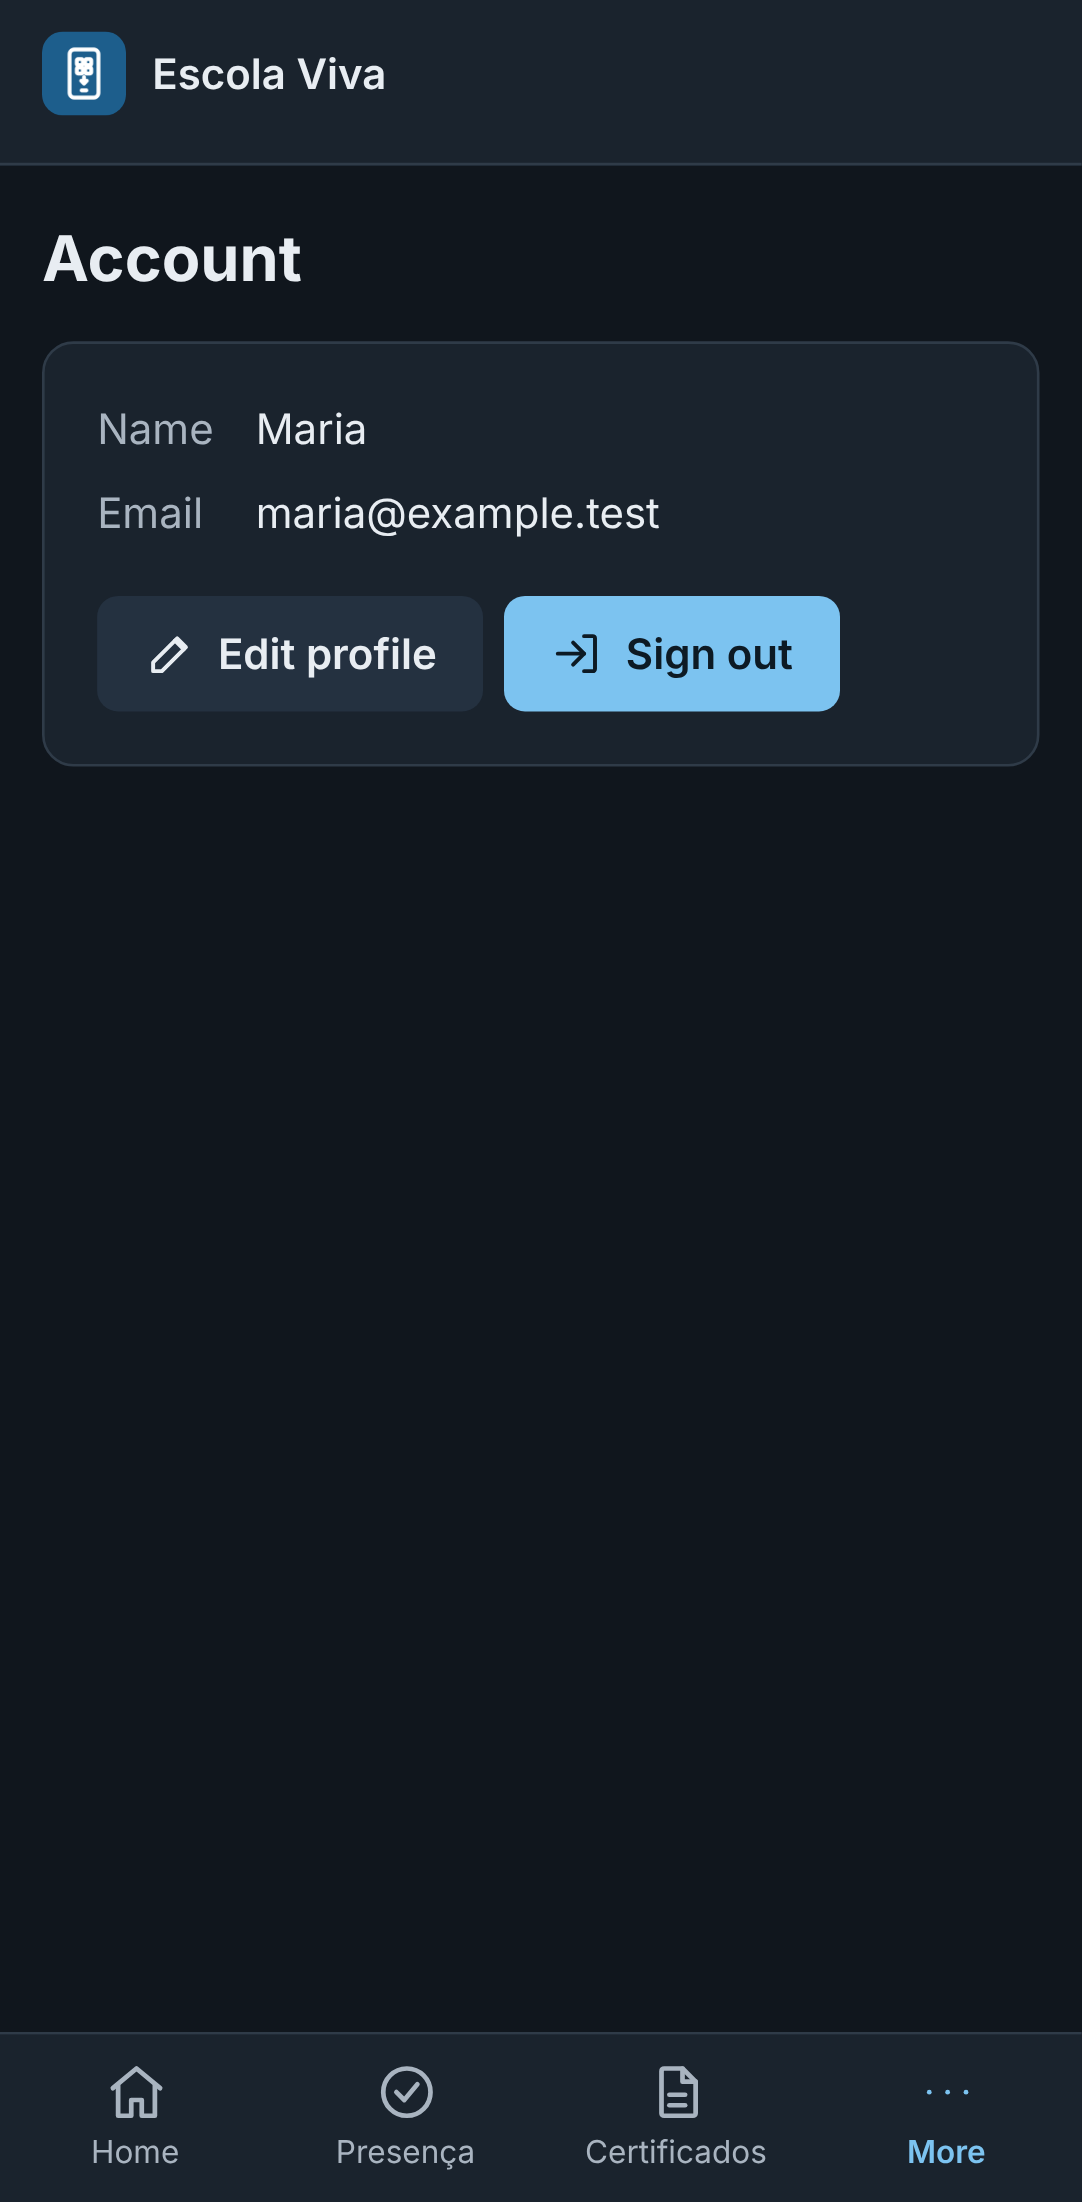 Escola Viva
Account
Name Maria
Email maria@example.test
Edit profile Sign out
Home Presença Certificados More